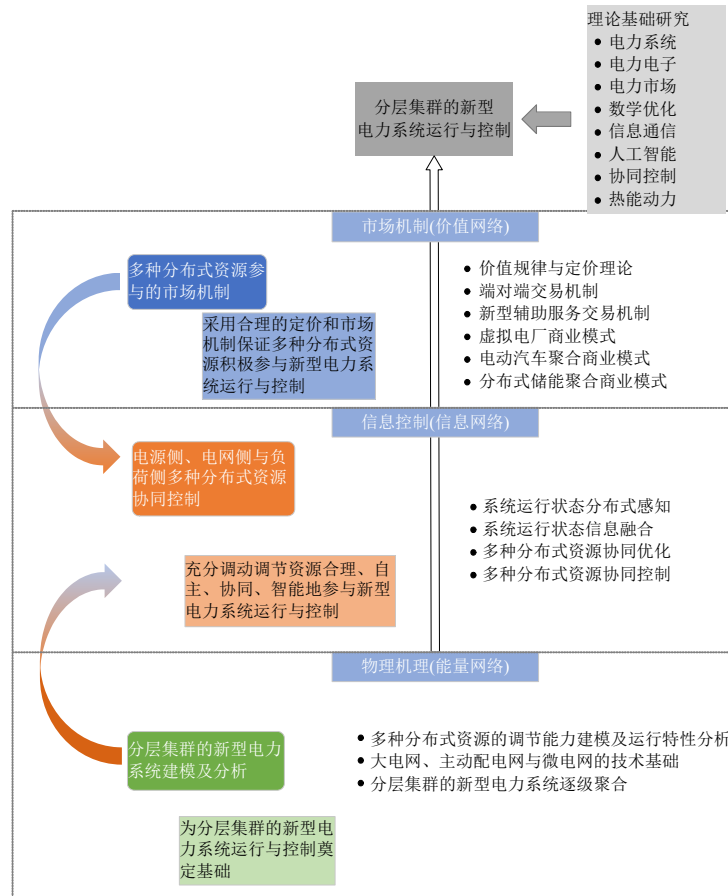 理论基础研究
● 电力系统
● 电力电子
● 电力市场
● 数学优化
● 信息通信
● 人工智能
● 协同控制
● 热能动力
分层集群的新型
电力系统运行与控制
市场机制(价值网络)
多种分布式资源参
与的市场机制
采用合理的定价和市场
机制保证多种分布式资
源积极参与新型电力系
统运行与控制
● 价值规律与定价理论
● 端对端交易机制
● 新型辅助服务交易机制
● 虚拟电厂商业模式
● 电动汽车聚合商业模式
● 分布式储能聚合商业模式
信息控制(信息网络)
电源侧、电网侧与负
荷侧多种分布式资源
协同控制
充分调动调节资源合理、自
主、协同、智能地参与新型
电力系统运行与控制
● 系统运行状态分布式感知
● 系统运行状态信息融合
● 多种分布式资源协同优化
● 多种分布式资源协同控制
物理机理(能量网络)
分层集群的新型电力
系统建模及分析
为分层集群的新型电
力系统运行与控制奠
定基础
● 多种分布式资源的调节能力建模及运行特性分析
● 大电网、主动配电网与微电网的技术基础
● 分层集群的新型电力系统逐级聚合